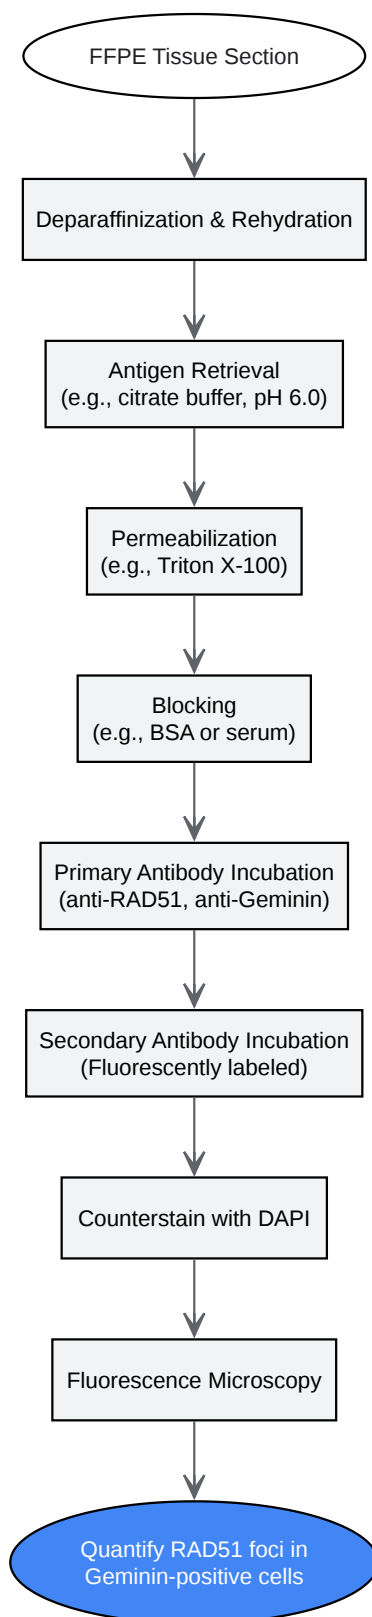 FFPE Tissue Section
Deparaffinization & Rehydration
Antigen Retrieval
(e.g., citrate buffer, pH 6.0)
Permeabilization
(e.g., Triton X-100)
Blocking
(e.g., BSA or serum)
Primary Antibody Incubation
(anti-RAD51, anti-Geminin)
Secondary Antibody Incubation
(Fluorescently labeled)
Counterstain with DAPI
Fluorescence Microscopy
Quantify RAD51 foci in
Geminin-positive cells